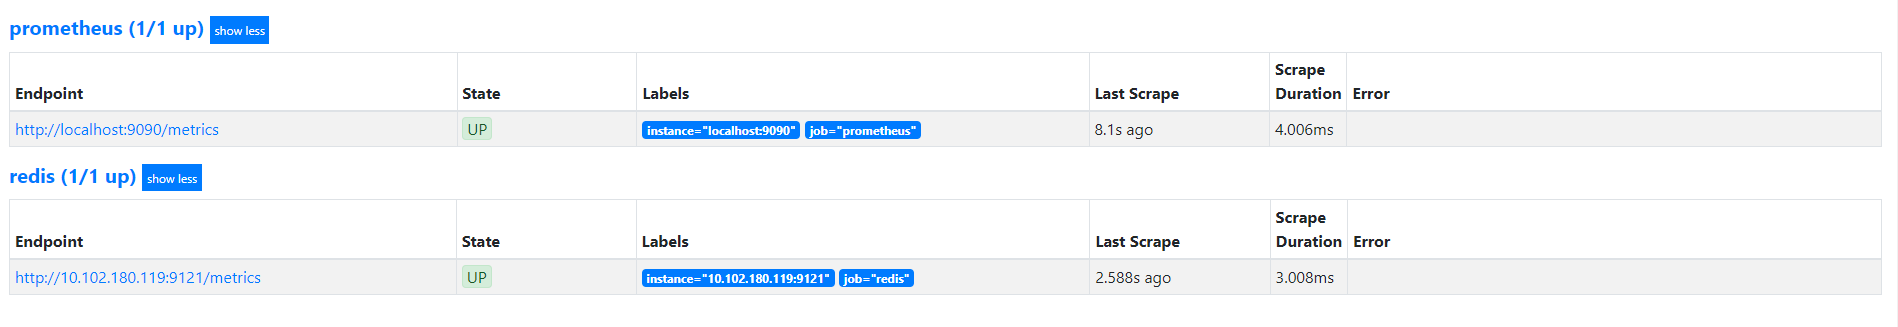 prometheus (1/1 up) show less
Endpoint State Labels Last Scrape Scrape Duration Error
http://localhost:9090/metrics UP instance="localhost:9090" job="prometheus" 8.1s ago 4.006ms
redis (1/1 up) show less
Endpoint State Labels Last Scrape Scrape Duration Error
http://10.102.180.119:9121/metrics UP instance="10.102.180.119:9121" job="redis" 2.588s ago 3.008ms